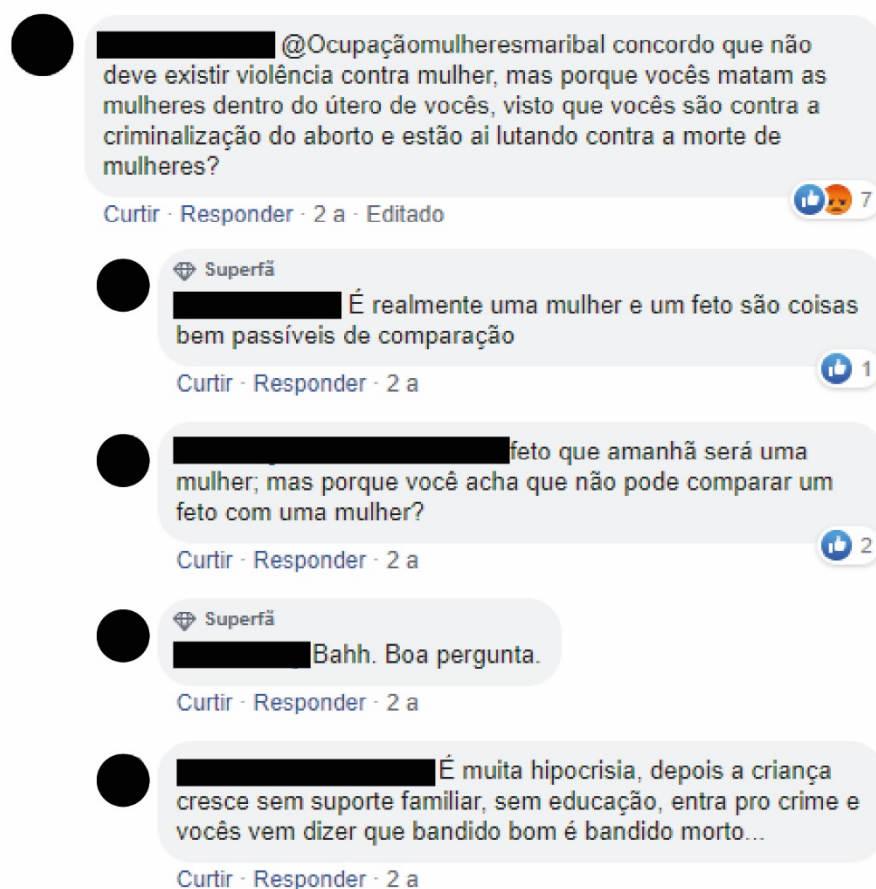 @Ocupaçãomulheresmaribal concordo que não
deve existir violência contra mulher, mas porque vocês matam as
mulheres dentro do útero de vocês, visto que vocês são contra a
criminalização do aborto e estão ai lutando contra a morte de
mulheres?
7
Curtir · Responder · 2 a · Editado
Superfã
É realmente uma mulher e um feto são coisas
bem passíveis de comparação
1
Curtir · Responder · 2 a
feto que amanhã será uma
mulher; mas porque você acha que não pode comparar um
feto com uma mulher?
2
Curtir · Responder · 2 a
Superfã
Bahh. Boa pergunta.
Curtir · Responder · 2 a
É muita hipocrisia, depois a criança
cresce sem suporte familiar, sem educação, entra pro crime e
vocês vem dizer que bandido bom é bandido morto...
Curtir · Responder · 2 a